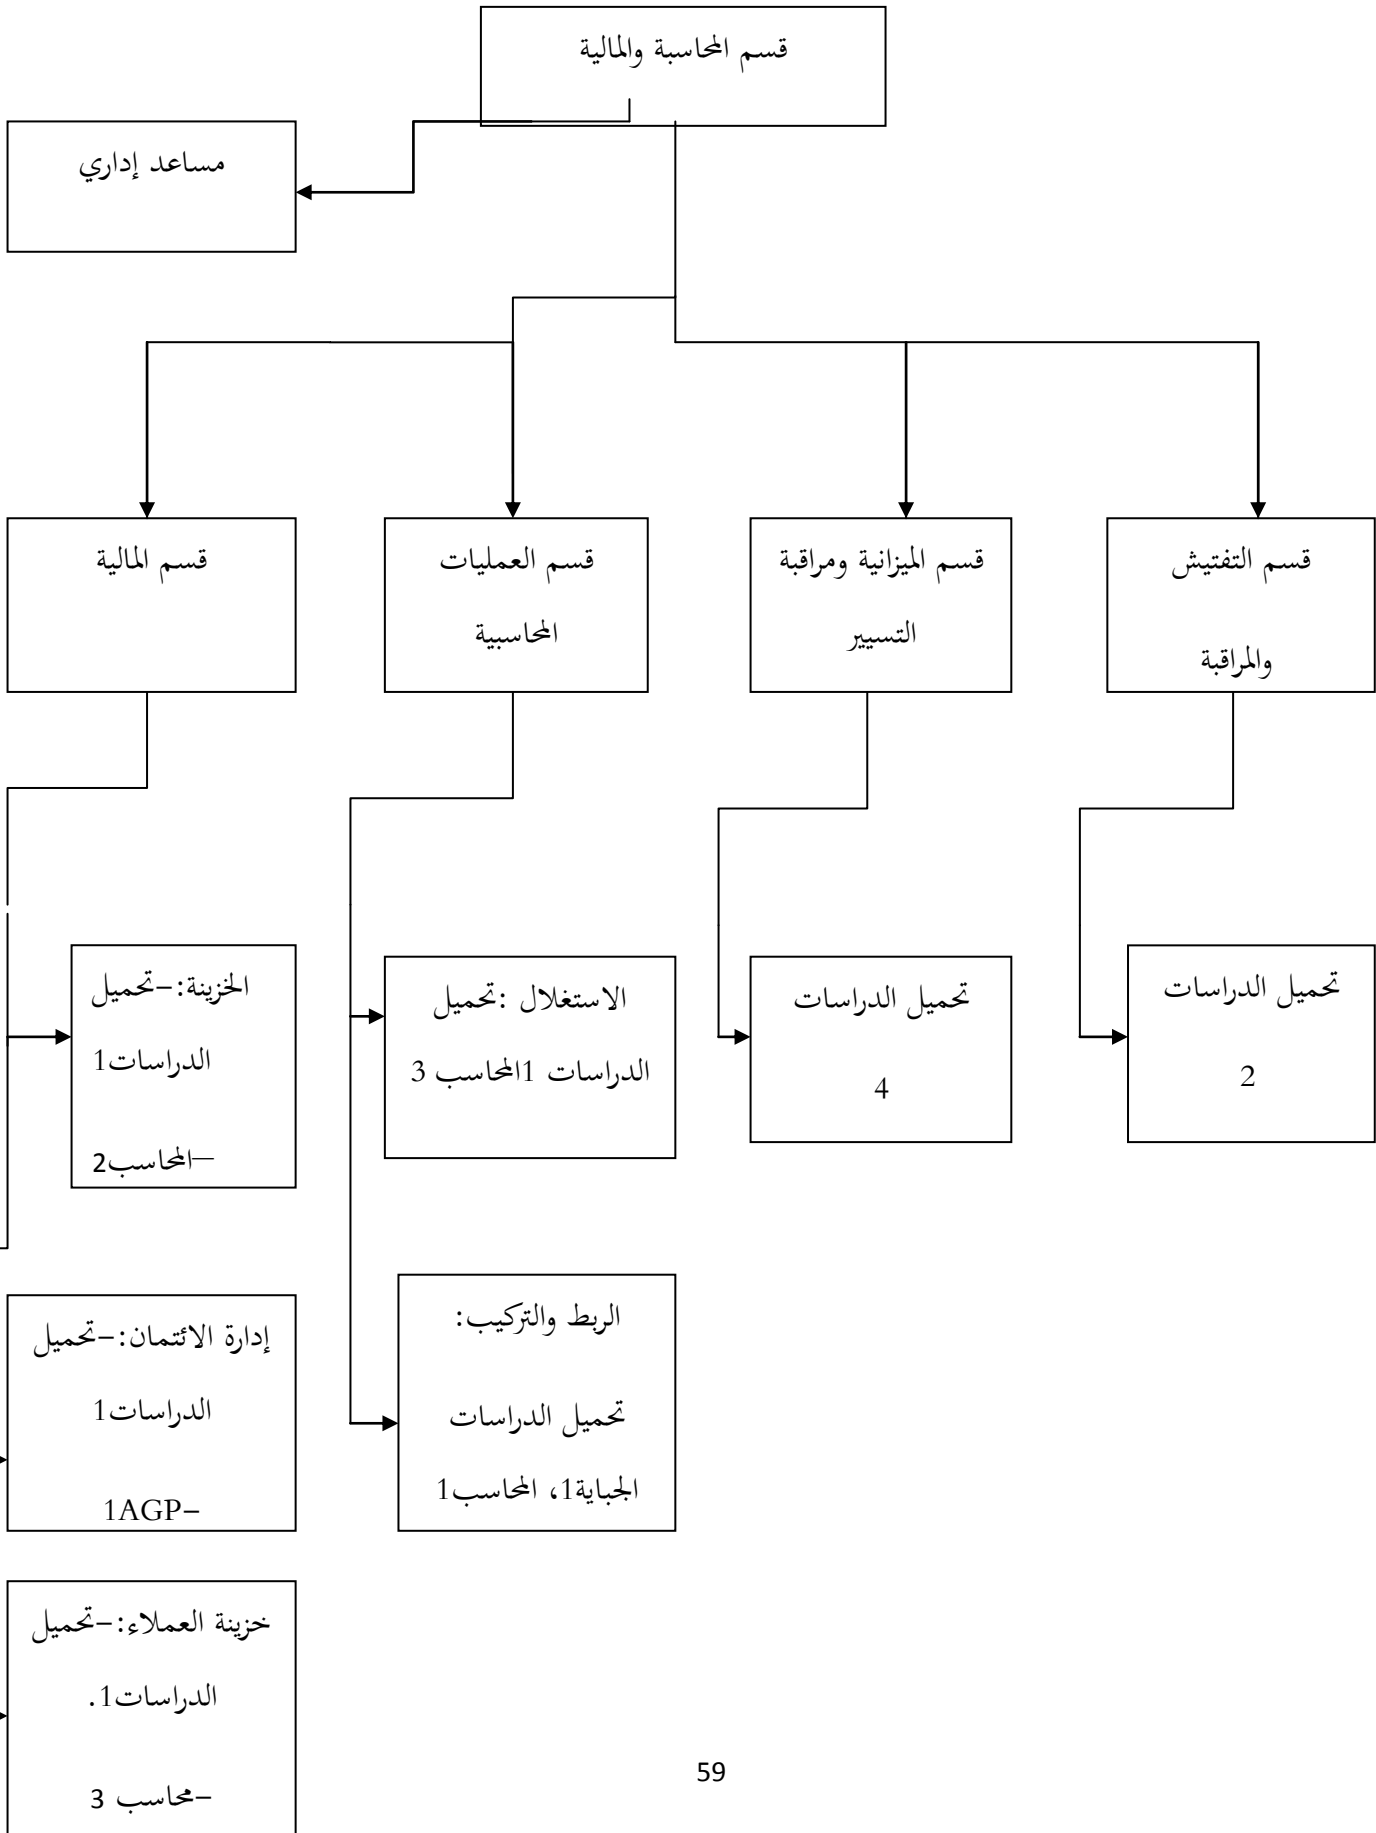 قسم المحاسبة والمالية
مساعد إداري
قسم التفتيش
والمراقبة
قسم الميزانية ومراقبة
التسيير
قسم العمليات
المحاسبية
قسم المالية
تحميل الدراسات
2
تحميل الدراسات
4
الاستغلال :تحميل
الدراسات 1المحاسب 3
الخزينة:–تحميل
الدراسات1
–المحاسب2
الربط والتركيب:
تحميل الدراسات
الجباية1، المحاسب1
إدارة الائتمان:–تحميل
الدراسات1
–1AGP
خزينة العملاء:–تحميل
الدراسات1.
–محاسب 3
59